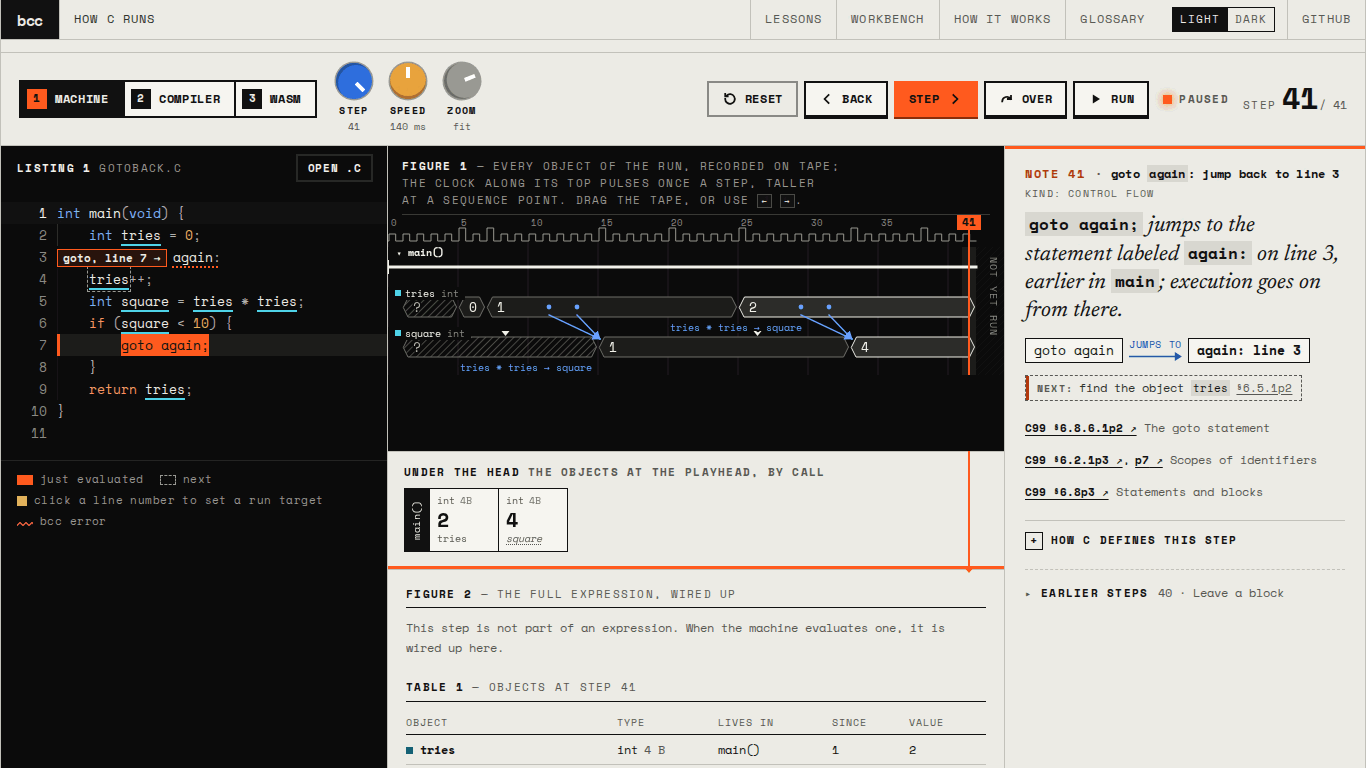 bcc HOW C RUNS LESSONS WORKBENCH HOW IT WORKS GLOSSARY LIGHT DARK GITHUB
1 MACHINE 2 COMPILER 3 WASM
STEP SPEED ZOOM
41 140 ms fit
RESET BACK STEP OVER RUN PAUSED STEP 41 / 41
LISTING 1 GOTOBACK.C OPEN .C
1 int main(void) {
2 int tries = 0;
3 goto, line 7 → again:
4 tries++;
5 int square = tries * tries;
6 if (square < 10) {
7 goto again;
8 }
9 return tries;
10 }
11
just evaluated next
click a line number to set a run target
bcc error
FIGURE 1 — EVERY OBJECT OF THE RUN, RECORDED ON TAPE;
THE CLOCK ALONG ITS TOP PULSES ONCE A STEP, TALLER
AT A SEQUENCE POINT. DRAG THE TAPE, OR USE ← →.
0 5 10 15 20 25 30 35 41
▾ main()
NOT YET RUN
tries int
? 0 1 2
tries * tries → square
square int
? 1 4
tries * tries → square
UNDER THE HEAD THE OBJECTS AT THE PLAYHEAD, BY CALL
main()
int 4B int 4B
2 4
tries square
FIGURE 2 — THE FULL EXPRESSION, WIRED UP
This step is not part of an expression. When the machine evaluates one, it is
wired up here.
TABLE 1 — OBJECTS AT STEP 41
OBJECT TYPE LIVES IN SINCE VALUE
tries int 4 B main() 1 2
NOTE 41 · goto again: jump back to line 3
KIND: CONTROL FLOW
goto again; jumps to the
statement labeled again: on line 3,
earlier in main; execution goes on
from there.
goto again JUMPS TO again: line 3
NEXT: find the object tries §6.5.1p2
C99 §6.8.6.1p2 ↗ The goto statement
C99 §6.2.1p3 ↗, p7 ↗ Scopes of identifiers
C99 §6.8p3 ↗ Statements and blocks
+ HOW C DEFINES THIS STEP
▸ EARLIER STEPS 40 · Leave a block